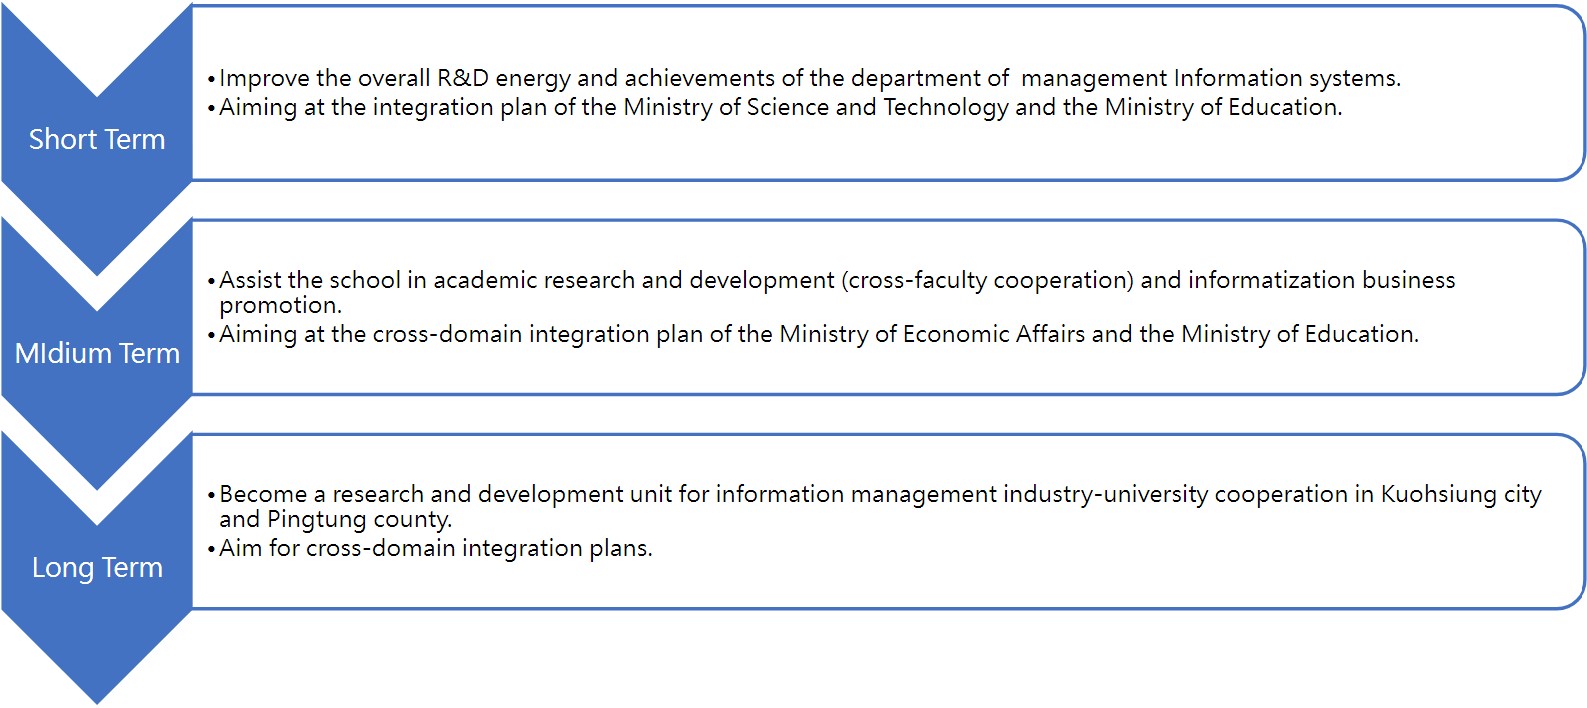 Short Term
•Improve the overall R&D energy and achievements of the department of  management Information systems.
•Aiming at the integration plan of the Ministry of Science and Technology and the Ministry of Education.
MIdium Term
•Assist the school in academic research and development (cross-faculty cooperation) and informatization business
promotion.
•Aiming at the cross-domain integration plan of the Ministry of Economic Affairs and the Ministry of Education.
Long Term
•Become a research and development unit for information management industry-university cooperation in Kuohsiung city
and Pingtung county.
•Aim for cross-domain integration plans.